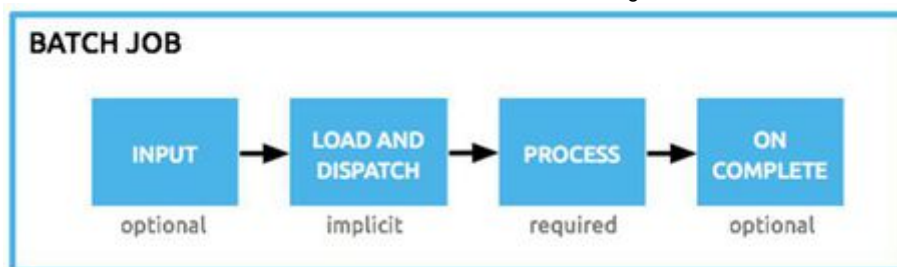 BATCH JOB
INPUT
LOAD AND
DISPATCH
PROCESS
ON
COMPLETE
optional
implicit
required
optional